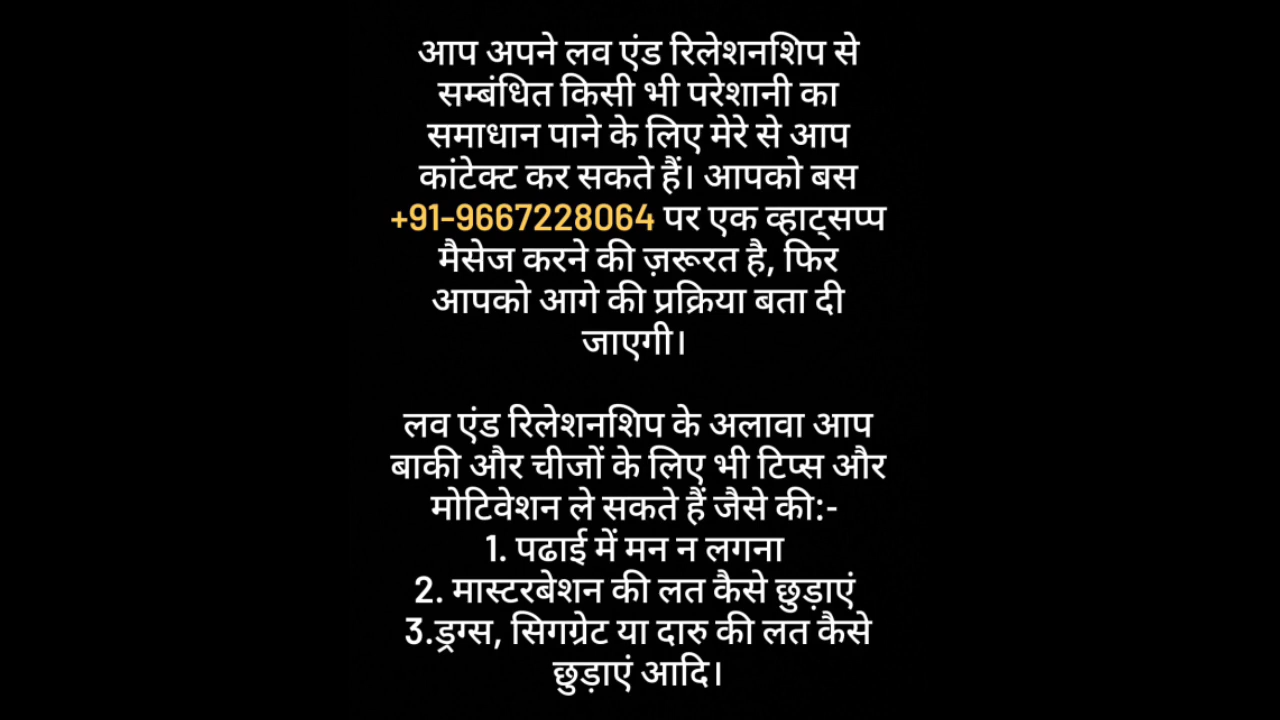 आप अपने लव एंड रिलेशनशिप से
सम्बंधित किसी भी परेशानी का
समाधान पाने के लिए मेरे से आप
कांटेक्ट कर सकते हैं। आपको बस
+91-9667228064 पर एक व्हाट्सप्प
मैसेज करने की ज़रूरत है, फिर
आपको आगे की प्रक्रिया बता दी
जाएगी।
लव एंड रिलेशनशिप के अलावा आप
बाकी और चीजों के लिए भी टिप्स और
मोटिवेशन ले सकते हैं जैसे की:-
1. पढाई में मन न लगना
2. मास्टरबेशन की लत कैसे छुड़ाएं
3.ड्रग्स, सिगग्रेट या दारु की लत कैसे
छुड़ाएं आदि।